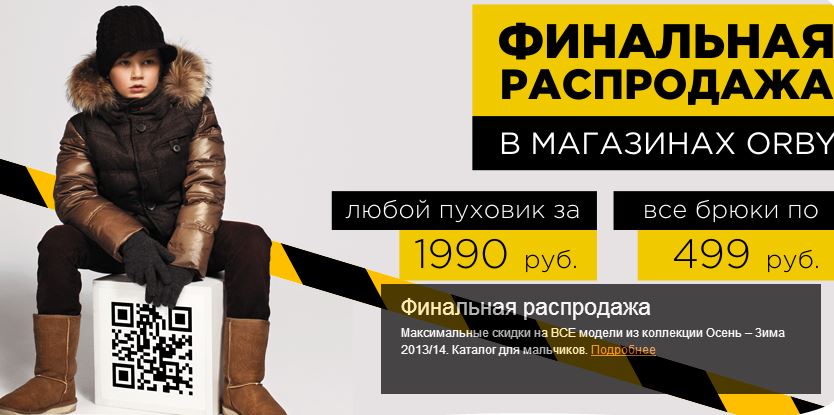 ФИНАЛЬНАЯ
РАСПРОДАЖА
В МАГАЗИНАХ ORBY
любой пуховик за
1990 руб.
все брюки по
499 руб.
Финальная распродажа
Максимальные скидки на ВСЕ модели из коллекции Осень – Зима
2013/14. Каталог для мальчиков. Подробнее